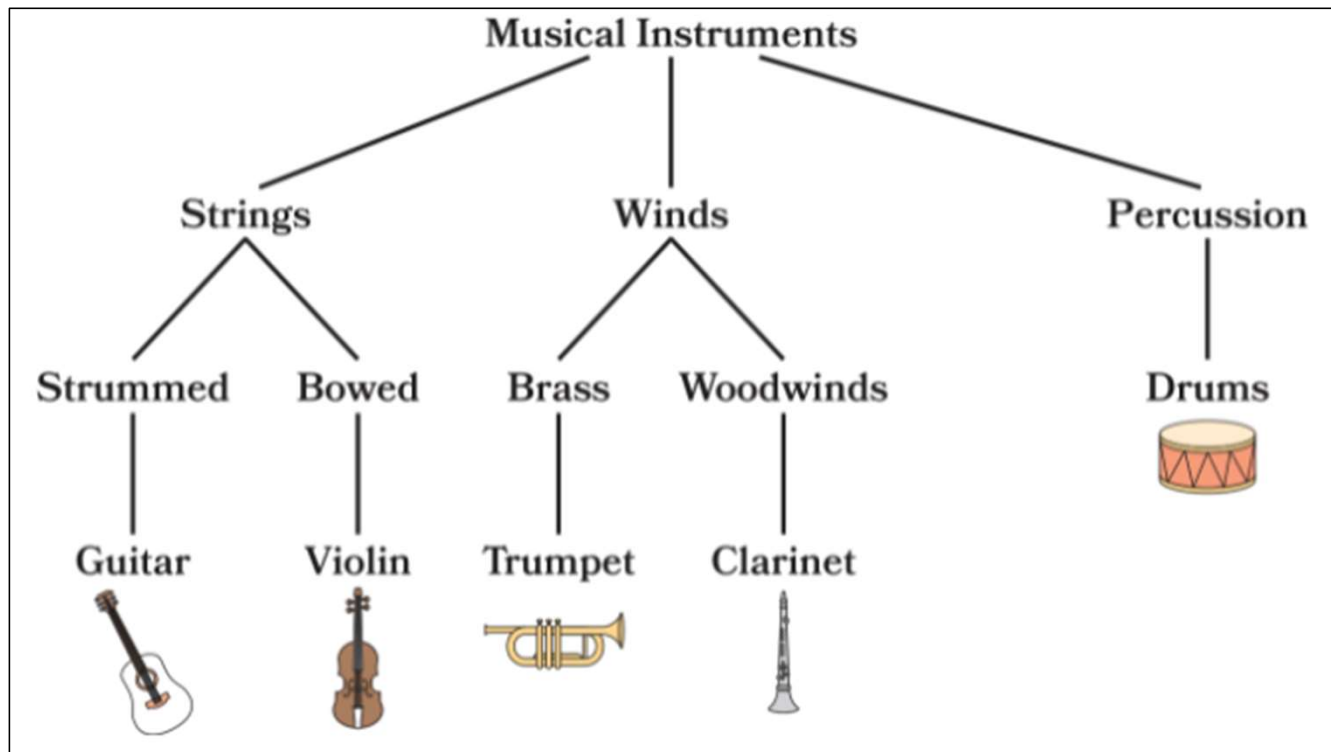 Musical Instruments
Strings Winds Percussion
Strummed Bowed Brass Woodwinds Drums
Guitar Violin Trumpet Clarinet